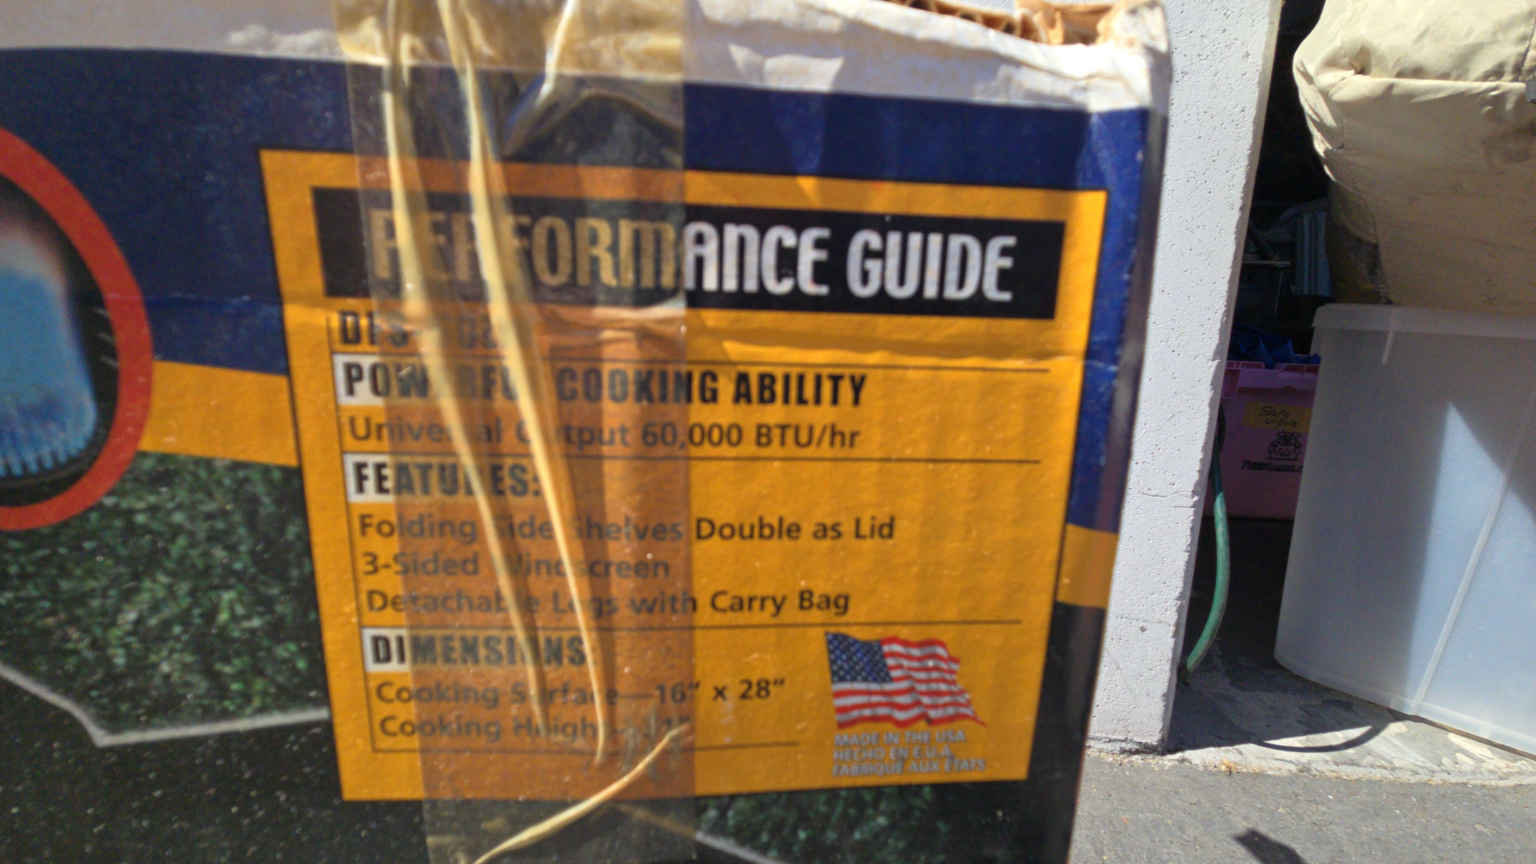 PERFORMANCE GUIDE
POWERFUL COOKING ABILITY
Universal Output 60,000 BTU/hr
FEATURES:
Folding Side Shelves Double as Lid
3-Sided Windscreen
Detachable Legs with Carry Bag
DIMENSIONS
Cooking Surface—16" x 28"
Cooking Height
MADE IN THE USA
HECHO EN E.U.A.
FABRIQUÉ AUX ÉTATS